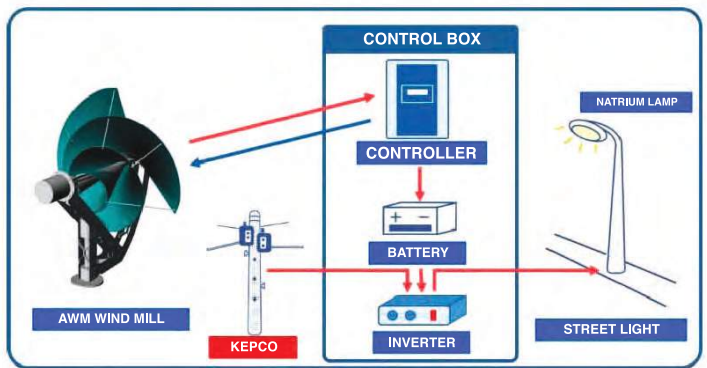 CONTROL BOX
NATRIUM LAMP
CONTROLLER
BATTERY
AWM WIND MILL
KEPCO
INVERTER
STREET LIGHT